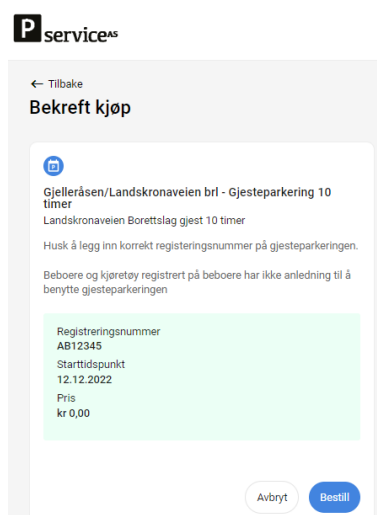 P serviceAS
← Tilbake
Bekreft kjøp
Gjelleråsen/Landskronaveien brl - Gjesteparkering 10
timer
Landskronaveien Borettslag gjest 10 timer
Husk å legg inn korrekt registeringsnummer på gjesteparkeringen.
Beboere og kjøretøy registrert på beboere har ikke anledning til å
benytte gjesteparkeringen
Registreringsnummer
AB12345
Starttidspunkt
12.12.2022
Pris
kr 0,00
Avbryt
Bestill